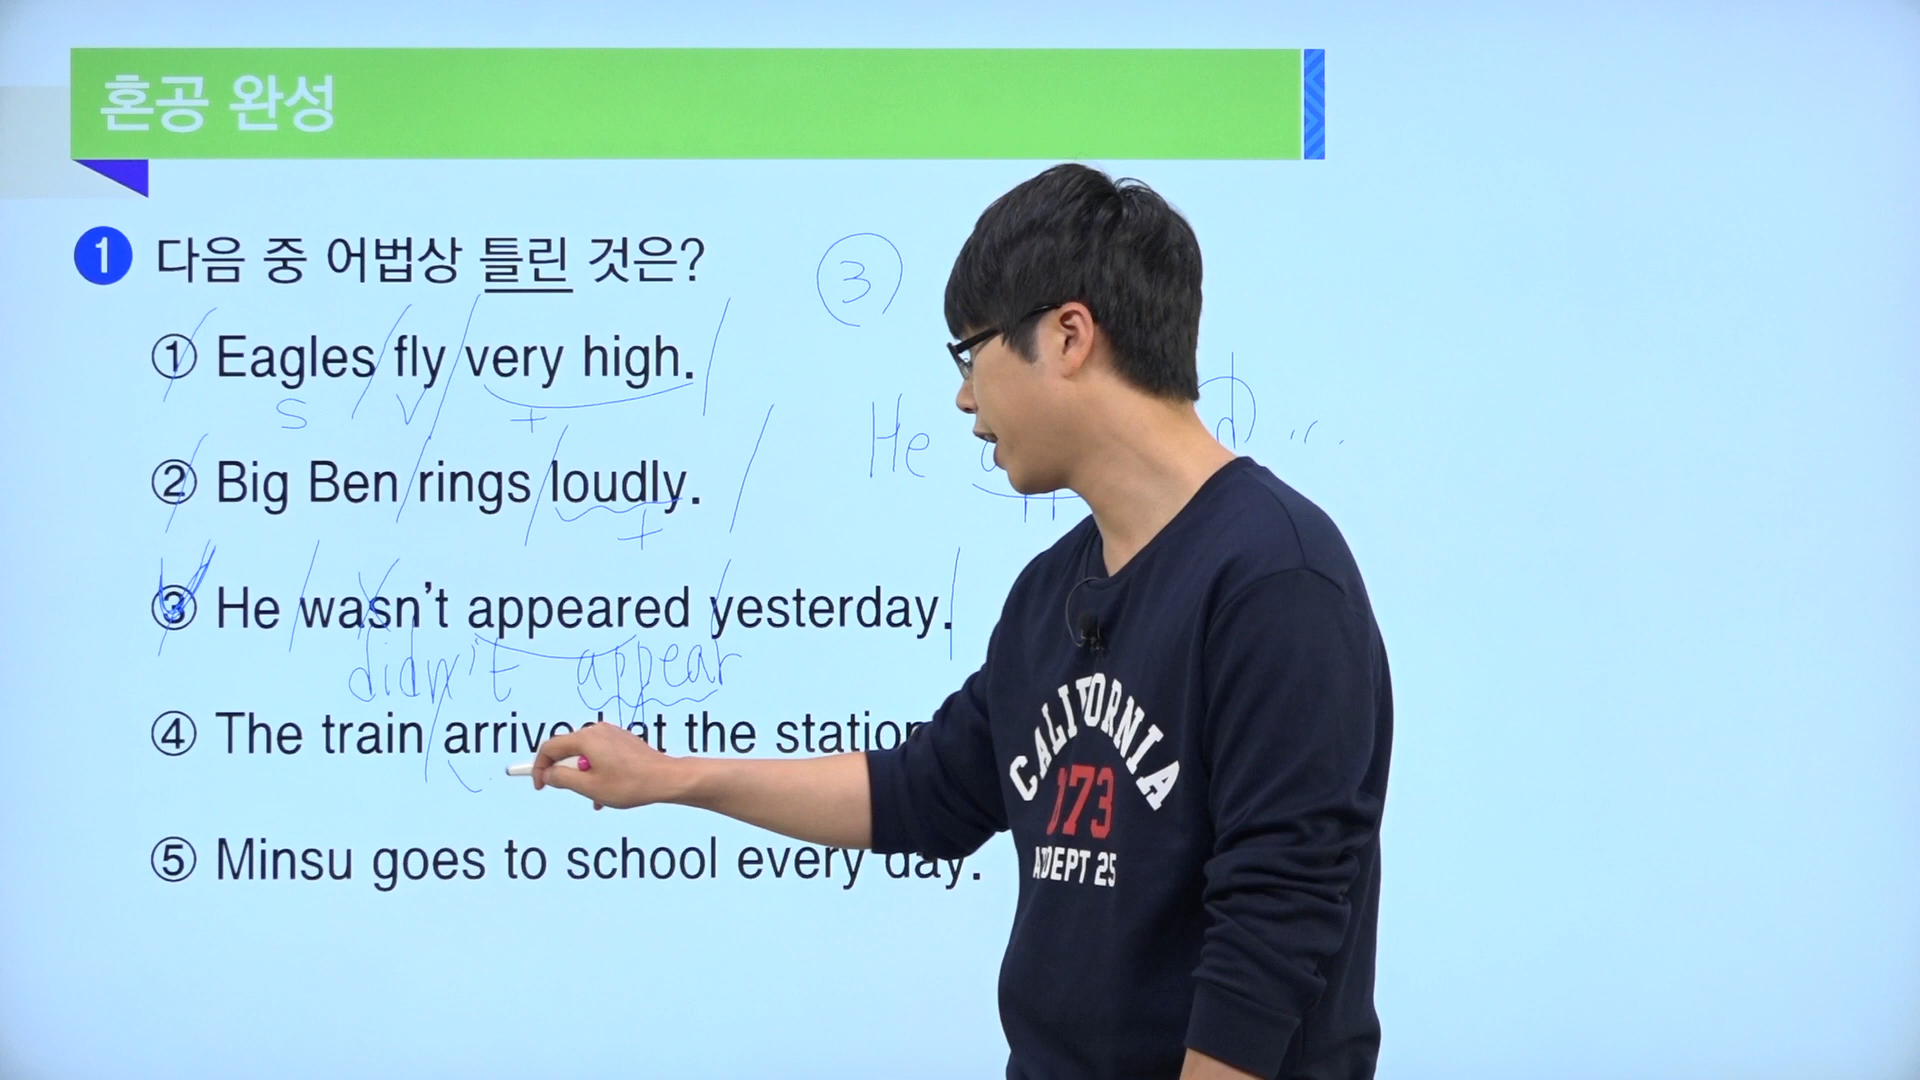 혼공 완성
1 다음 중 어법상 틀린 것은?
③
① Eagles fly very high.
S V +
He
② Big Ben rings loudly.
+
③ He wasn't appeared yesterday.
didn't appear
④ The train arrived at the station
⑤ Minsu goes to school every day.
CALIFORNIA
73
DEPT 25